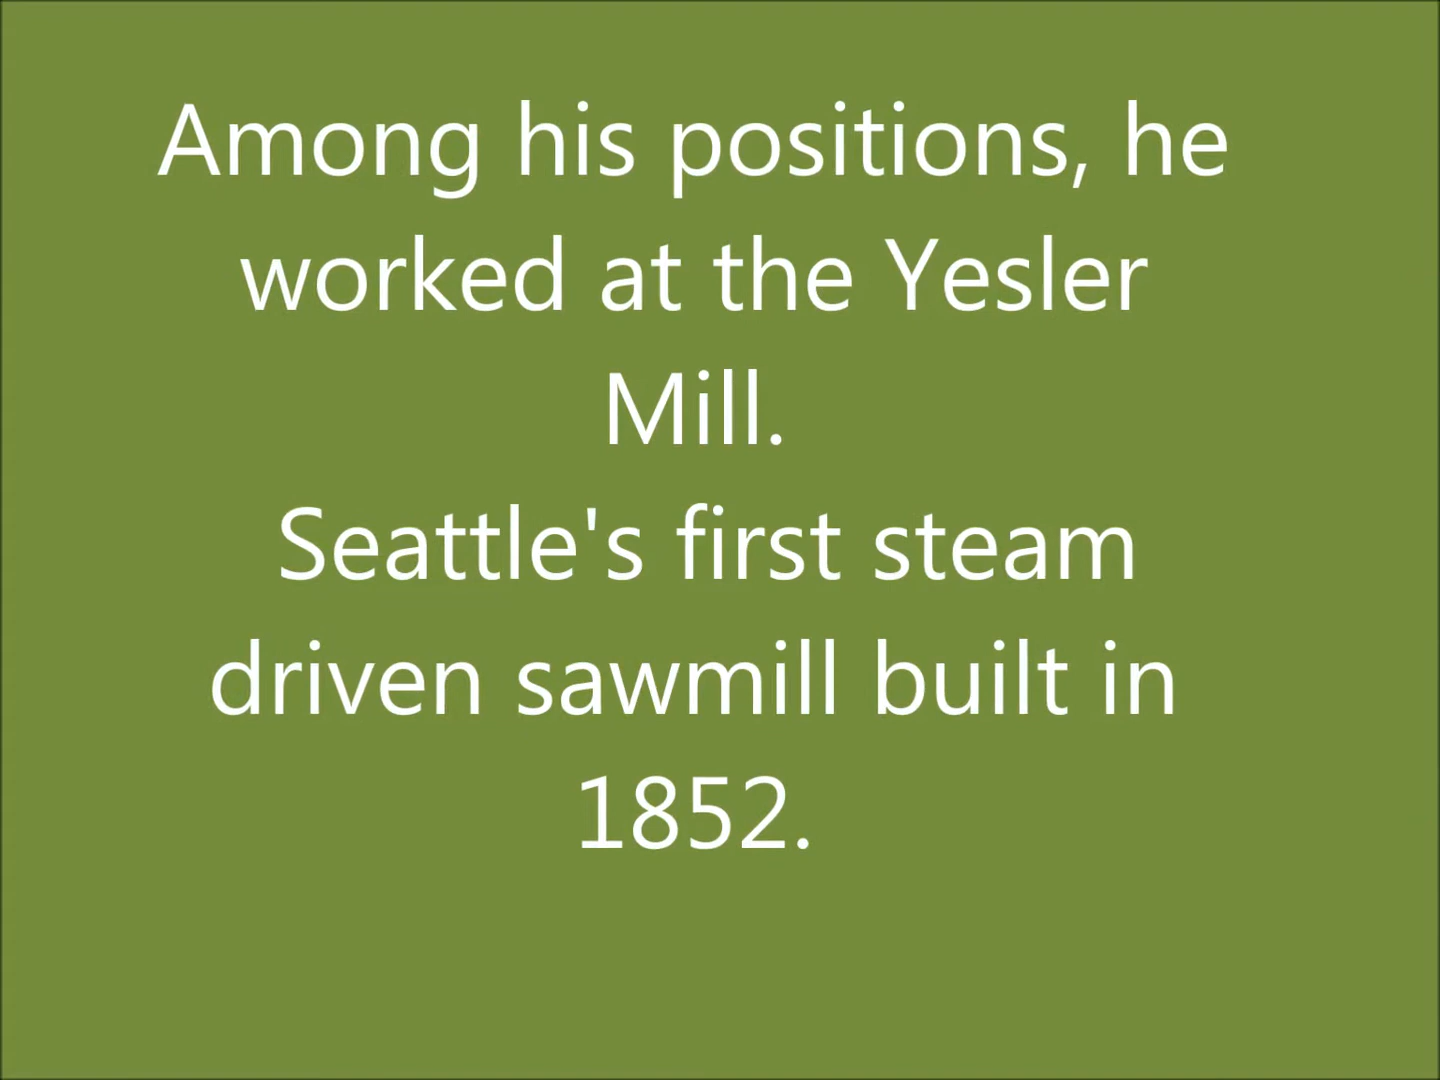 Among his positions, he
worked at the Yesler
Mill.
Seattle's first steam
driven sawmill built in
1852.